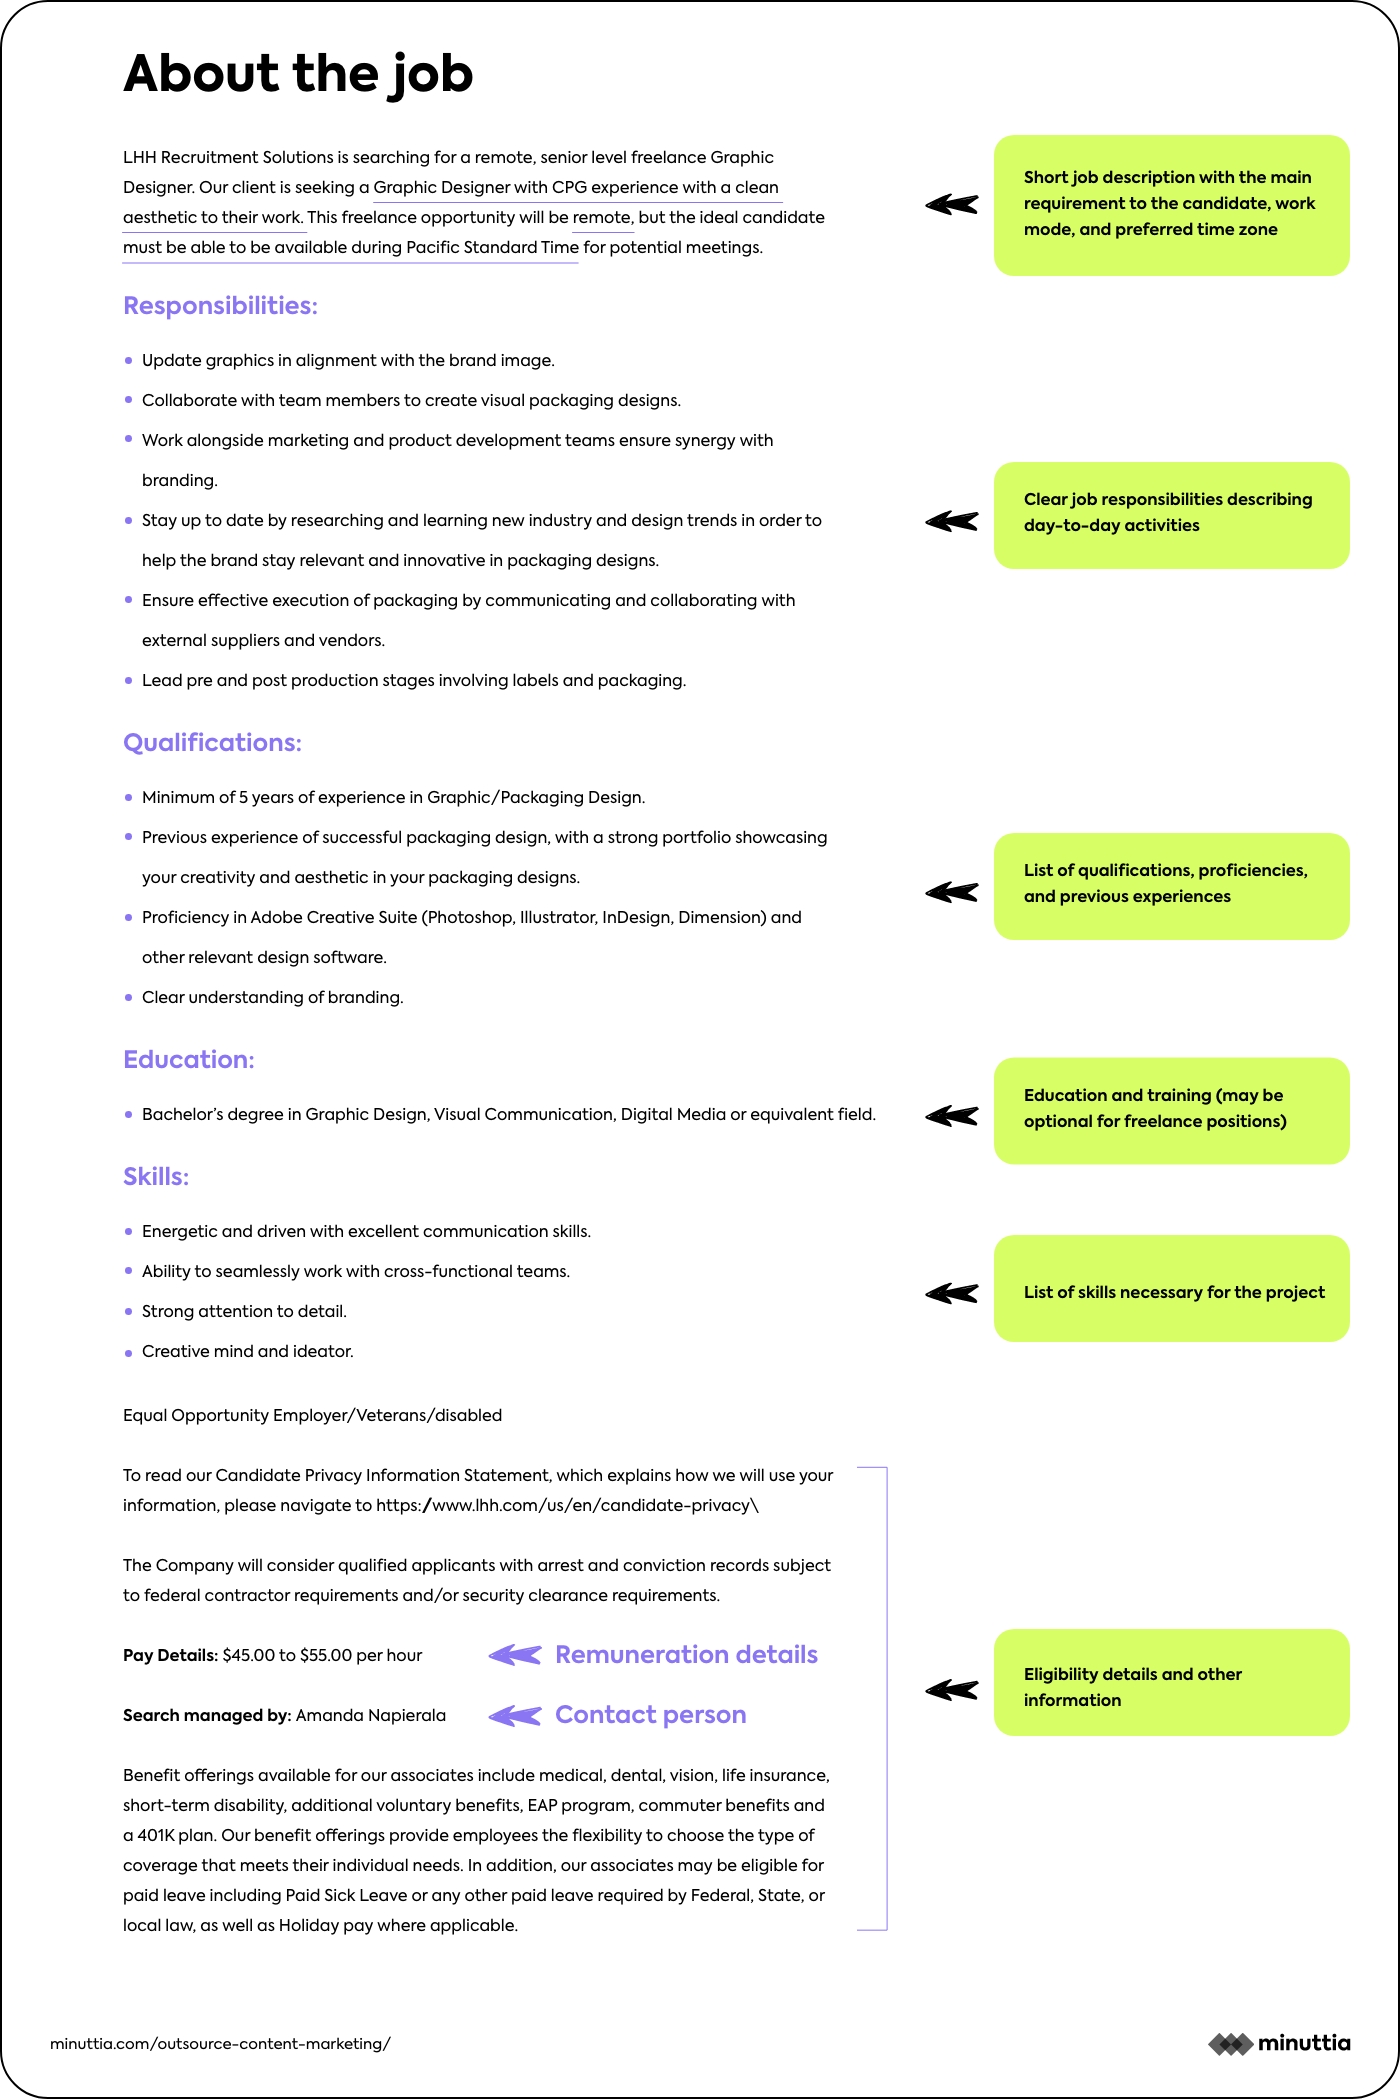 About the job
LHH Recruitment Solutions is searching for a remote, senior level freelance Graphic
Designer. Our client is seeking a Graphic Designer with CPG experience with a clean
aesthetic to their work. This freelance opportunity will be remote, but the ideal candidate
must be able to be available during Pacific Standard Time for potential meetings.
Short job description with the main
requirement to the candidate, work
mode, and preferred time zone
Responsibilities:
Update graphics in alignment with the brand image.
Collaborate with team members to create visual packaging designs.
Work alongside marketing and product development teams ensure synergy with
branding.
Stay up to date by researching and learning new industry and design trends in order to
help the brand stay relevant and innovative in packaging designs.
Ensure effective execution of packaging by communicating and collaborating with
external suppliers and vendors.
Lead pre and post production stages involving labels and packaging.
Clear job responsibilities describing
day-to-day activities
Qualifications:
Minimum of 5 years of experience in Graphic/Packaging Design.
Previous experience of successful packaging design, with a strong portfolio showcasing
your creativity and aesthetic in your packaging designs.
Proficiency in Adobe Creative Suite (Photoshop, Illustrator, InDesign, Dimension) and
other relevant design software.
Clear understanding of branding.
List of qualifications, proficiencies,
and previous experiences
Education:
Bachelor’s degree in Graphic Design, Visual Communication, Digital Media or equivalent field.
Education and training (may be
optional for freelance positions)
Skills:
Energetic and driven with excellent communication skills.
Ability to seamlessly work with cross-functional teams.
Strong attention to detail.
Creative mind and ideator.
List of skills necessary for the project
Equal Opportunity Employer/Veterans/disabled
To read our Candidate Privacy Information Statement, which explains how we will use your
information, please navigate to https://www.lhh.com/us/en/candidate-privacy\
The Company will consider qualified applicants with arrest and conviction records subject
to federal contractor requirements and/or security clearance requirements.
Pay Details: $45.00 to $55.00 per hour
Remuneration details
Search managed by: Amanda Napierala
Contact person
Benefit offerings available for our associates include medical, dental, vision, life insurance,
short-term disability, additional voluntary benefits, EAP program, commuter benefits and
a 401K plan. Our benefit offerings provide employees the flexibility to choose the type of
coverage that meets their individual needs. In addition, our associates may be eligible for
paid leave including Paid Sick Leave or any other paid leave required by Federal, State, or
local law, as well as Holiday pay where applicable.
Eligibility details and other
information
minuttia.com/outsource-content-marketing/
minuttia